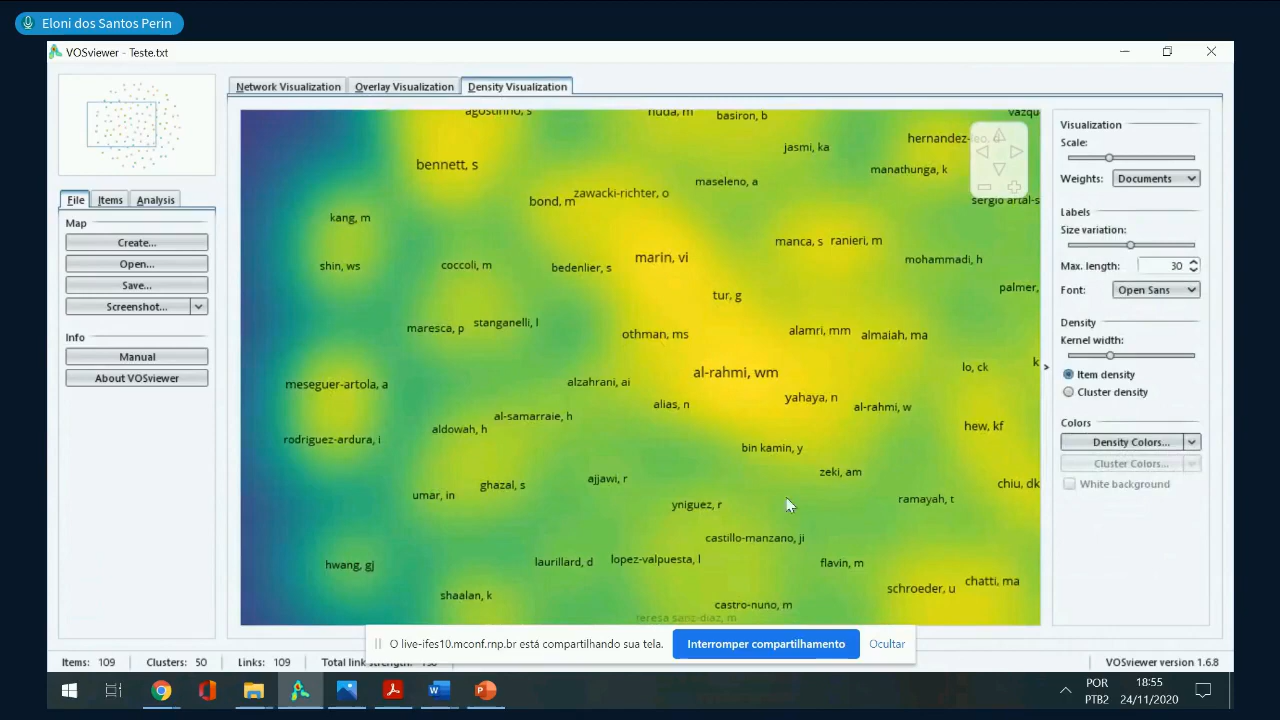 Eloni dos Santos Perin
VOSviewer - Teste.txt
Network Visualization
Overlay Visualization
Density Visualization
File
Items
Analysis
Map
Create...
Open...
Save...
Screenshot...
Info
Manual
About VOSviewer
agostinho, s
huda, m
basiron, b
hernandez-leo, d
jasmi, ka
bennett, s
manathunga, k
maseleno, a
zawacki-richter, o
bond, m
sergio artal-s
kang, m
manca, s
ranieri, m
marin, vi
mohammadi, h
shin, ws
coccoli, m
bedenlier, s
palmer,
tur, g
stanganelli, l
maresca, p
othman, ms
alamri, mm
almaiah, ma
k
lo, ck
al-rahmi, wm
meseguer-artola, a
alzahrani, ai
yahaya, n
alias, n
al-rahmi, w
al-samarraie, h
aldowah, h
hew, kf
rodriguez-ardura, i
bin kamin, y
zeki, am
ajjawi, r
ghazal, s
chiu, dk
umar, in
yniguez, r
ramayah, t
castillo-manzano, ji
lopez-valpuesta, l
laurillard, d
flavin, m
hwang, gj
chatti, ma
schroeder, u
shaalan, k
castro-nuno, m
teresa sanz-diaz, m
Visualization
Scale:
Weights: Documents
Labels
Size variation:
Max. length: 30
Font: Open Sans
Density
Kernel width:
Item density
Cluster density
Colors
Density Colors...
Cluster Colors...
White background
O live-ifes10.mconf.rnp.br está compartilhando sua tela.
Interromper compartilhamento
Ocultar
Items: 109
Clusters: 50
Links: 109
Total link strength:
VOSviewer version 1.6.8
POR
PTB2
18:55
24/11/2020